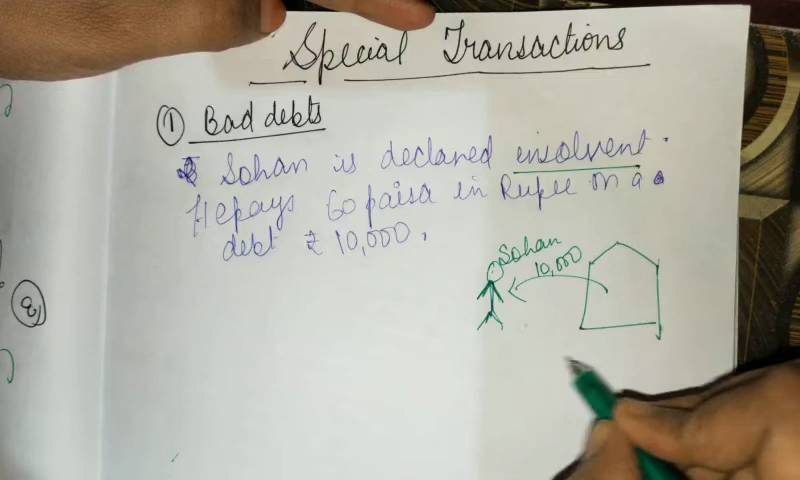 Special Transactions
① Bad debts
Sohan is declared insolvent.
He pays 60 paisa in Rupee on a
debt ₹ 10,000.
Sohan
10,000